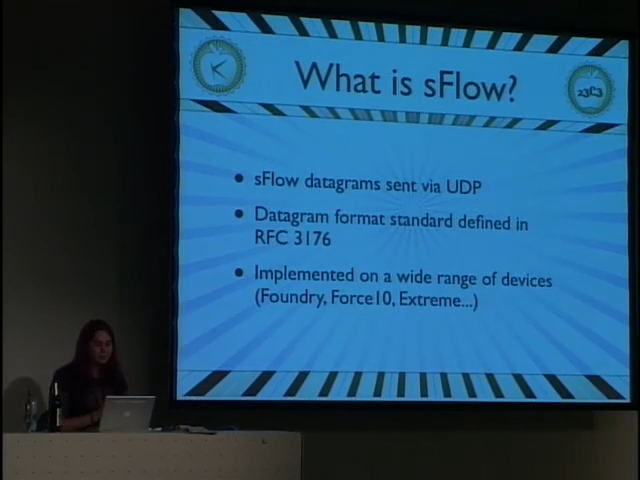 What is sFlow?
23C3
• sFlow datagrams sent via UDP
• Datagram format standard defined in
RFC 3176
• Implemented on a wide range of devices
(Foundry, Force10, Extreme...)